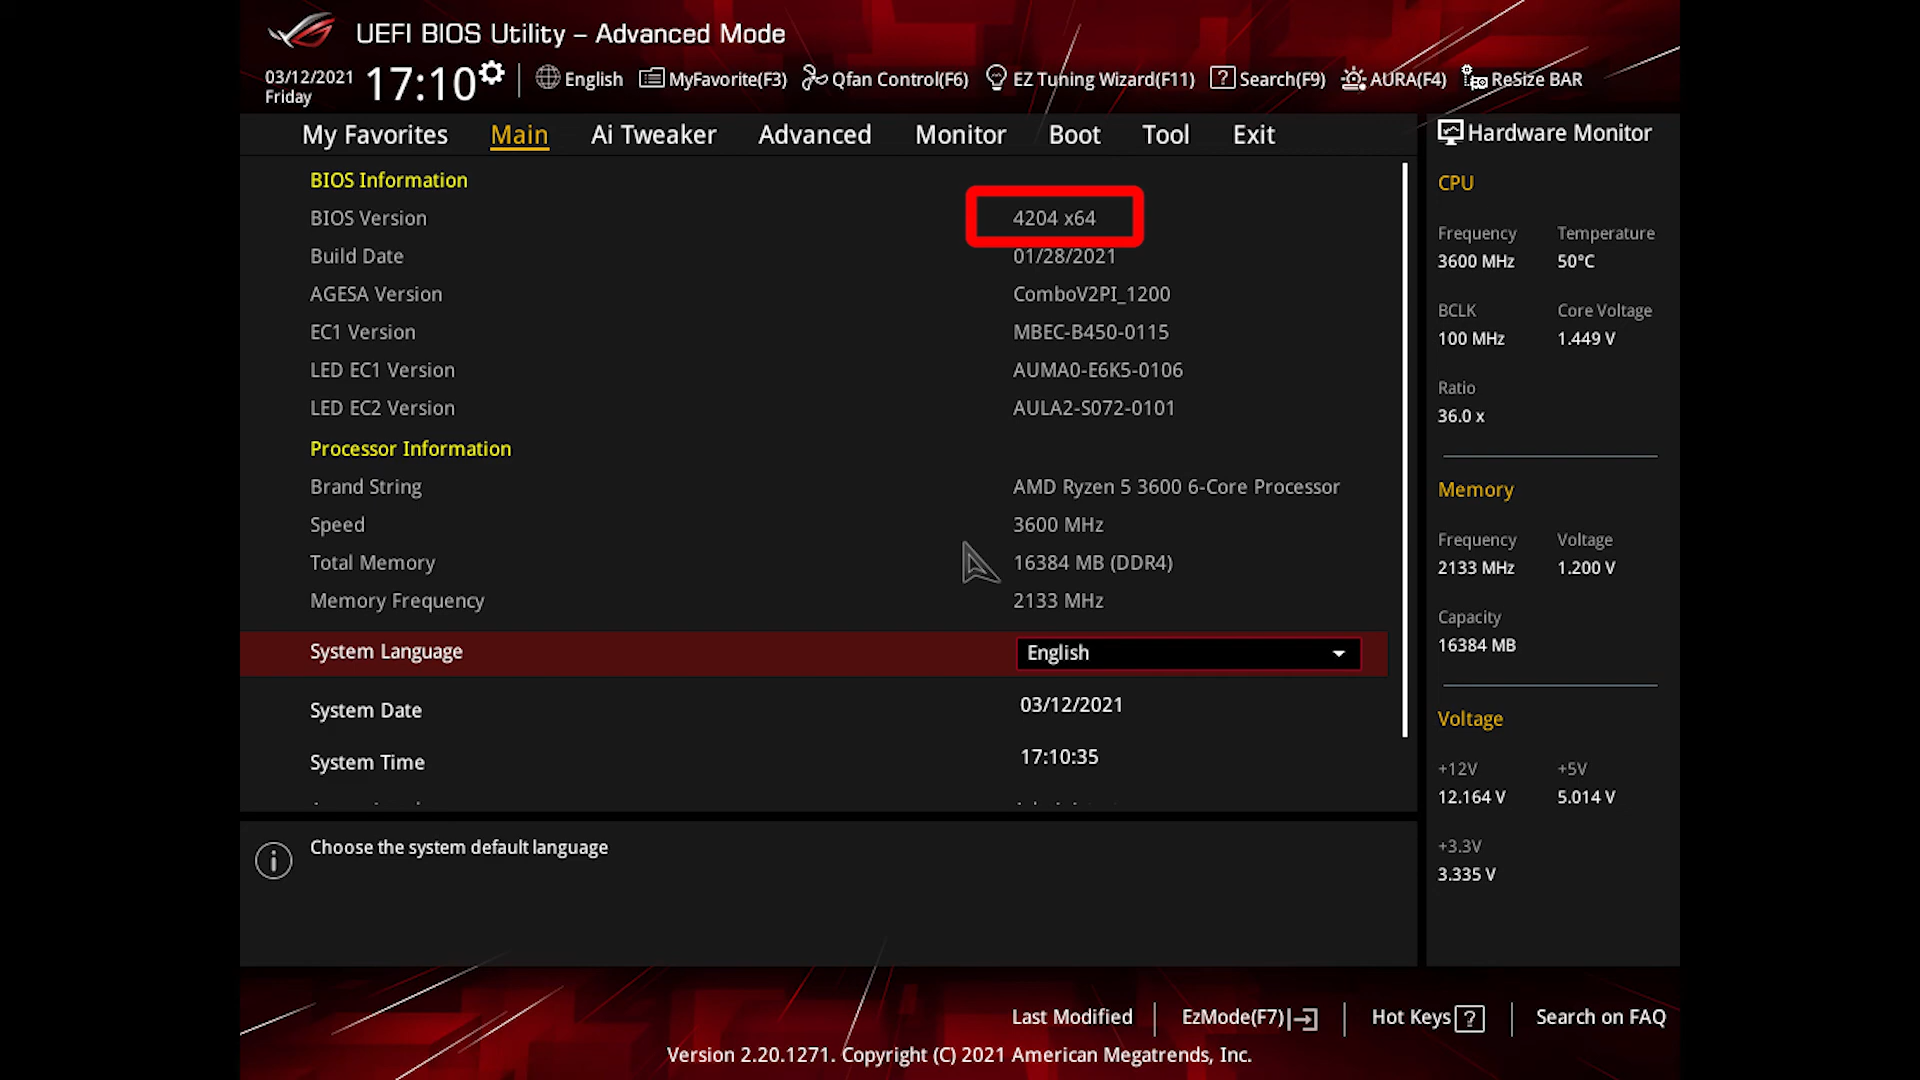 UEFI BIOS Utility – Advanced Mode
03/12/2021
Friday
17:10
English
MyFavorite(F3)
Qfan Control(F6)
EZ Tuning Wizard(F11)
Search(F9)
AURA(F4)
ReSize BAR
My Favorites Main Ai Tweaker Advanced Monitor Boot Tool Exit
BIOS Information
BIOS Version 4204 x64
Build Date 01/28/2021
AGESA Version ComboV2PI_1200
EC1 Version MBEC-B450-0115
LED EC1 Version AUMA0-E6K5-0106
LED EC2 Version AULA2-S072-0101
Processor Information
Brand String AMD Ryzen 5 3600 6-Core Processor
Speed 3600 MHz
Total Memory 16384 MB (DDR4)
Memory Frequency 2133 MHz
System Language English
System Date 03/12/2021
System Time 17:10:35
Choose the system default language
Hardware Monitor
CPU
Frequency Temperature
3600 MHz 50°C
BCLK Core Voltage
100 MHz 1.449 V
Ratio
36.0 x
Memory
Frequency Voltage
2133 MHz 1.200 V
Capacity
16384 MB
Voltage
+12V +5V
12.164 V 5.014 V
+3.3V
3.335 V
Last Modified
EzMode(F7)
Hot Keys ?
Search on FAQ
Version 2.20.1271. Copyright (C) 2021 American Megatrends, Inc.